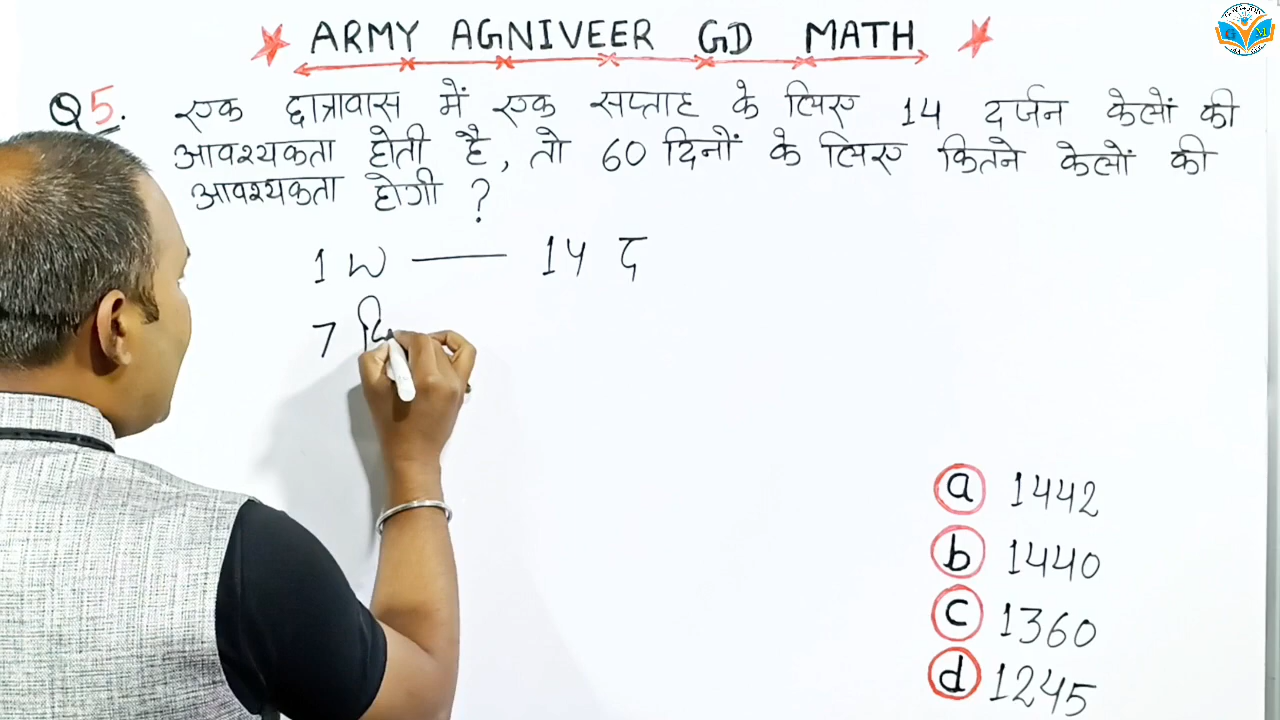 ARMY AGNIVEER GD MATH
Q5. एक छात्रावास में एक सप्ताह के लिए 14 दर्जन केलों की
आवश्यकता होती है, तो 60 दिनों के लिए कितने केलों की
आवश्यकता होगी ?
1 W — 14 द
7 दि
a 1442
b 1440
c 1360
d 1245